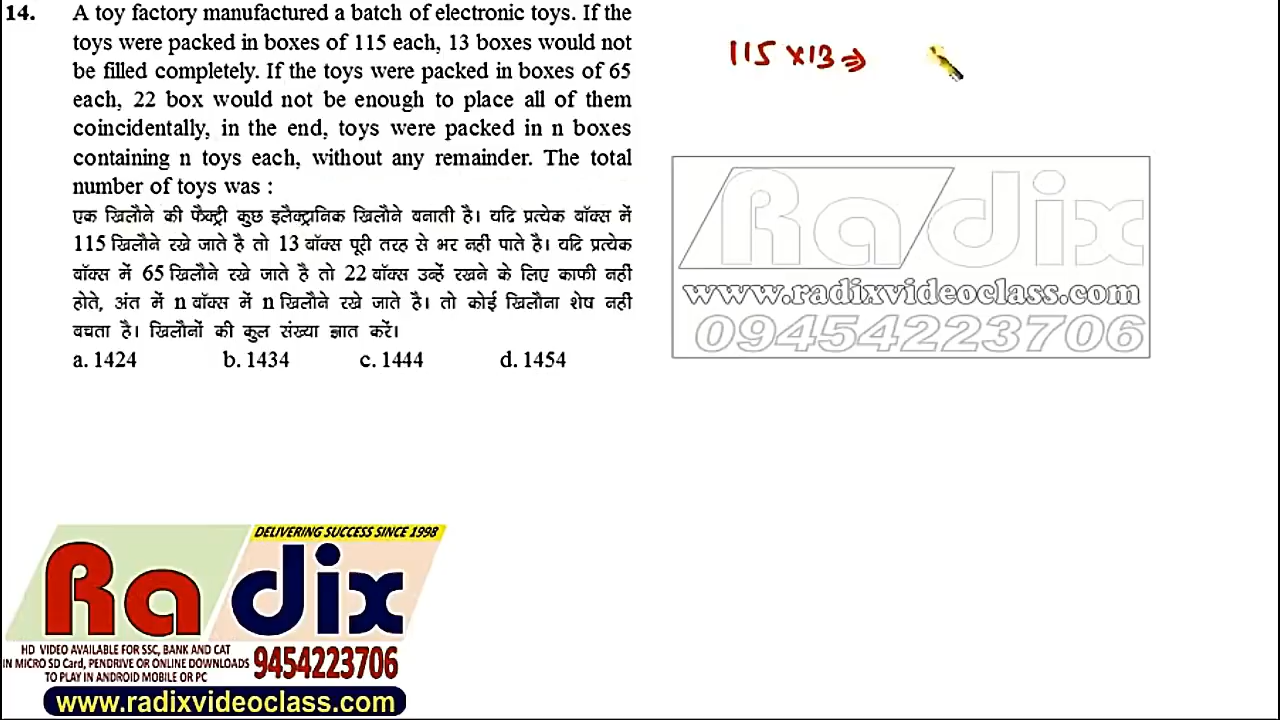 14. A toy factory manufactured a batch of electronic toys. If the
toys were packed in boxes of 115 each, 13 boxes would not
be filled completely. If the toys were packed in boxes of 65
each, 22 box would not be enough to place all of them
coincidentally, in the end, toys were packed in n boxes
containing n toys each, without any remainder. The total
number of toys was :
एक खिलौने की फैक्ट्री कुछ इलैक्ट्रानिक खिलौने बनाती है। यदि प्रत्येक बॉक्स में
115 खिलौने रखे जाते है तो 13 बॉक्स पूरी तरह से भर नहीं पाते है। यदि प्रत्येक
बॉक्स में 65 खिलौने रखे जाते है तो 22 बॉक्स उन्हें रखने के लिए काफी नहीं
होते, अंत में n बॉक्स में n खिलौने रखे जाते है। तो कोई खिलौना शेष नहीं
बचता है। खिलौनों की कुल संख्या ज्ञात करें।
a. 1424 b. 1434 c. 1444 d. 1454
115 × 13 ⇒
Radix
www.radixvideoclass.com
09454223706
DELIVERING SUCCESS SINCE 1998
Radix
HD VIDEO AVAILABLE FOR SSC, BANK AND CAT
IN MICRO SD Card, PENDRIVE OR ONLINE DOWNLOADS
TO PLAY IN ANDROID MOBILE OR PC
9454223706
www.radixvideoclass.com